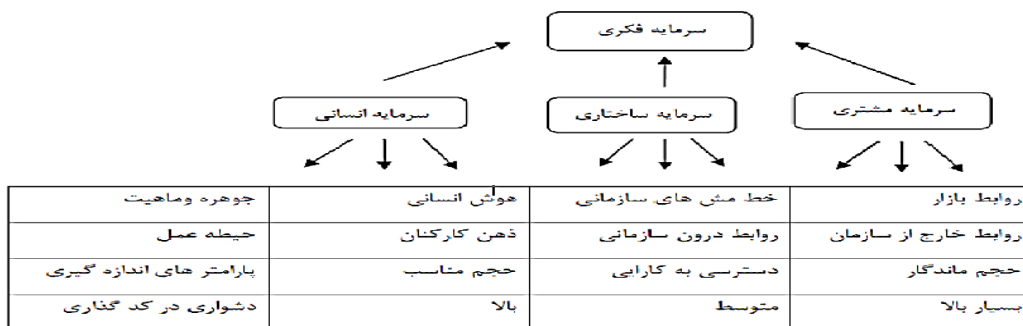 سرمایه فکری
سرمایه مشتری سرمایه ساختاری سرمایه انسانی
روابط بازار خط مش های سازمانی هوش انسانی جوهره وماهیت
روابط خارج از سازمان روابط درون سازمانی ذهن کارکنان حیطه عمل
حجم ماندگار دسترسی به کارایی حجم مناسب پارامتر های اندازه گیری
بسیار بالا متوسط بالا دشواری در کد گذاری